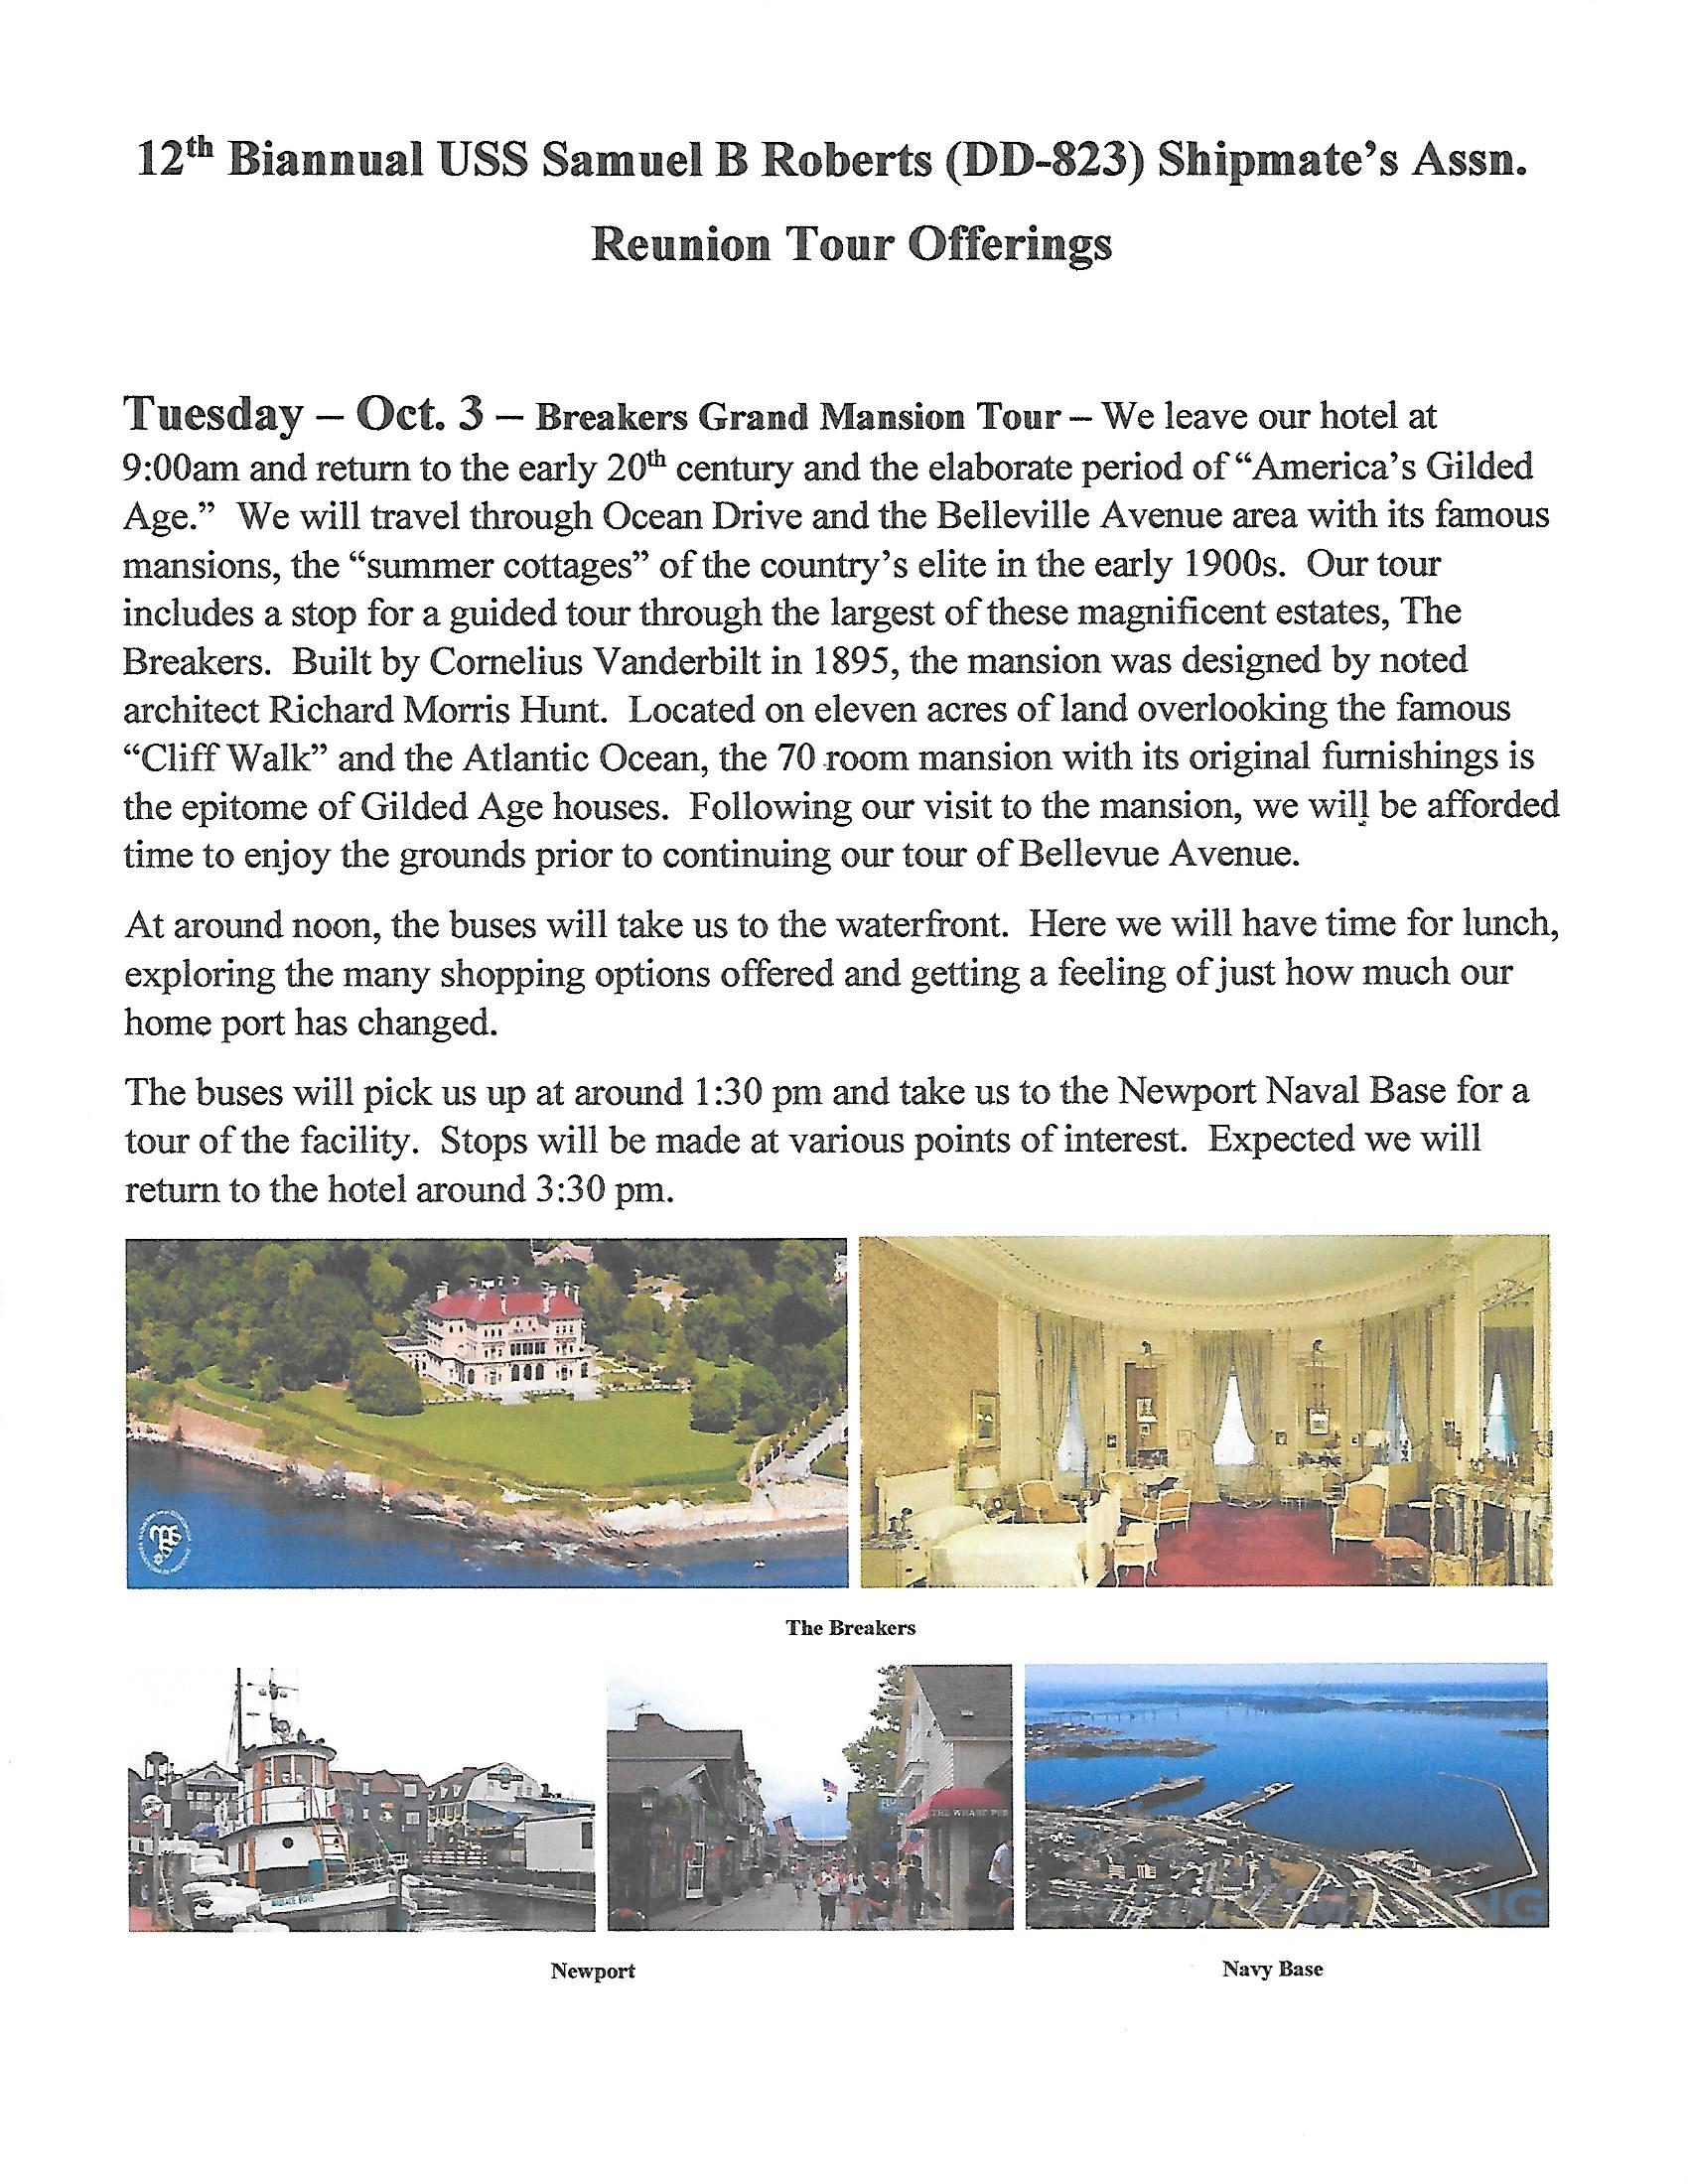 12th Biannual USS Samuel B Roberts (DD-823) Shipmate's Assn.
Reunion Tour Offerings
Tuesday – Oct. 3 – Breakers Grand Mansion Tour – We leave our hotel at
9:00am and return to the early 20th century and the elaborate period of "America's Gilded
Age." We will travel through Ocean Drive and the Belleville Avenue area with its famous
mansions, the "summer cottages" of the country's elite in the early 1900s. Our tour
includes a stop for a guided tour through the largest of these magnificent estates, The
Breakers. Built by Cornelius Vanderbilt in 1895, the mansion was designed by noted
architect Richard Morris Hunt. Located on eleven acres of land overlooking the famous
"Cliff Walk" and the Atlantic Ocean, the 70 room mansion with its original furnishings is
the epitome of Gilded Age houses. Following our visit to the mansion, we will be afforded
time to enjoy the grounds prior to continuing our tour of Bellevue Avenue.
At around noon, the buses will take us to the waterfront. Here we will have time for lunch,
exploring the many shopping options offered and getting a feeling of just how much our
home port has changed.
The buses will pick us up at around 1:30 pm and take us to the Newport Naval Base for a
tour of the facility. Stops will be made at various points of interest. Expected we will
return to the hotel around 3:30 pm.
The Breakers
THE WHARF PUB
Newport
Navy Base